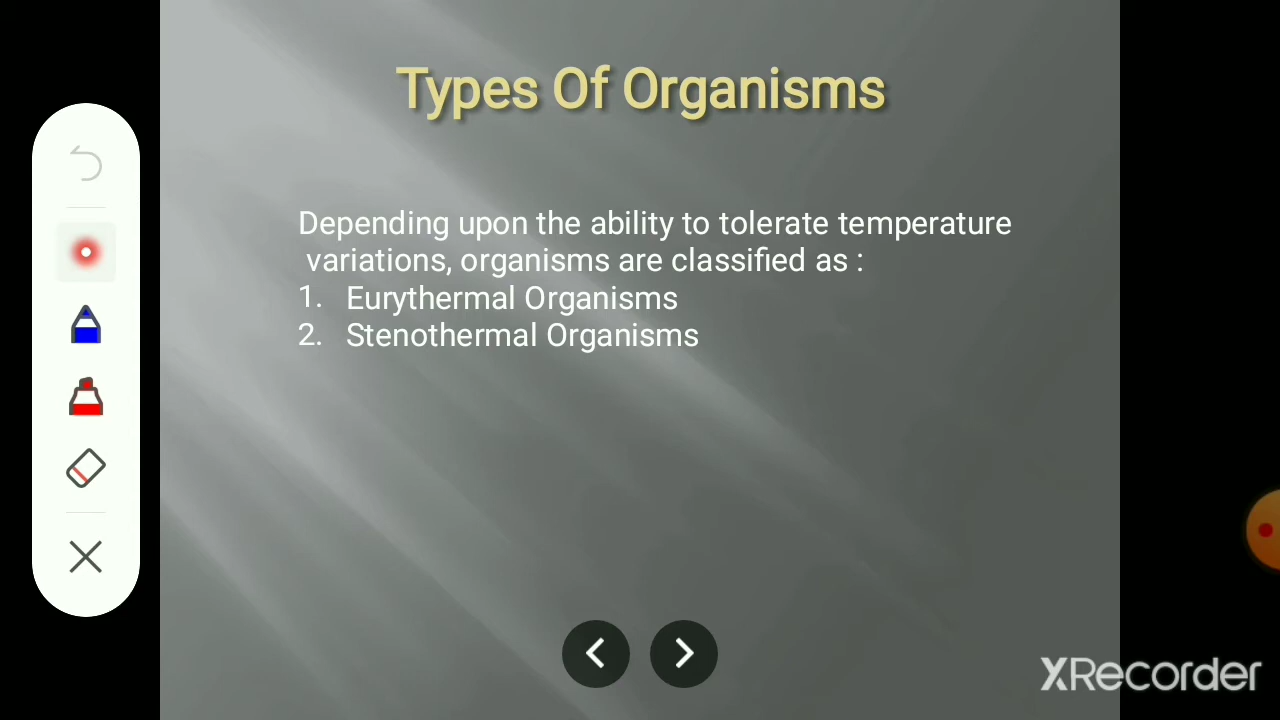 Types Of Organisms
Depending upon the ability to tolerate temperature
variations, organisms are classified as :
1. Eurythermal Organisms
2. Stenothermal Organisms
XRecorder